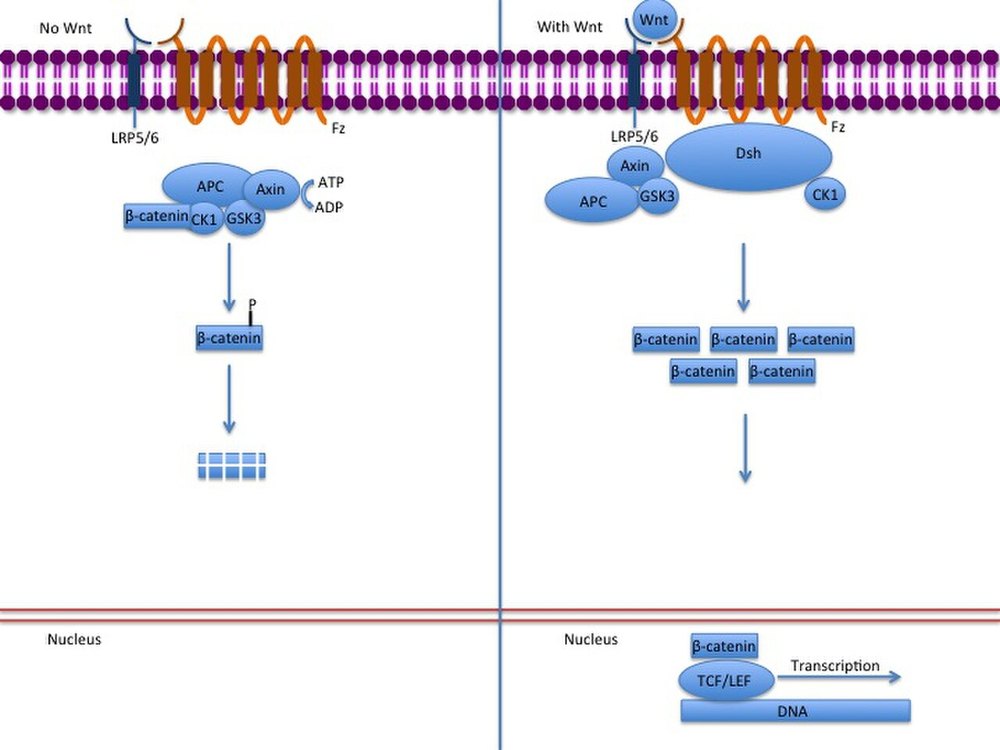 No Wnt
LRP5/6
Fz
APC
Axin
ATP
ADP
β-catenin
CK1
GSK3
P
β-catenin
Nucleus
With Wnt
Wnt
LRP5/6
Fz
Dsh
Axin
APC
GSK3
CK1
β-catenin β-catenin β-catenin
β-catenin β-catenin
Nucleus
β-catenin
TCF/LEF
Transcription
DNA